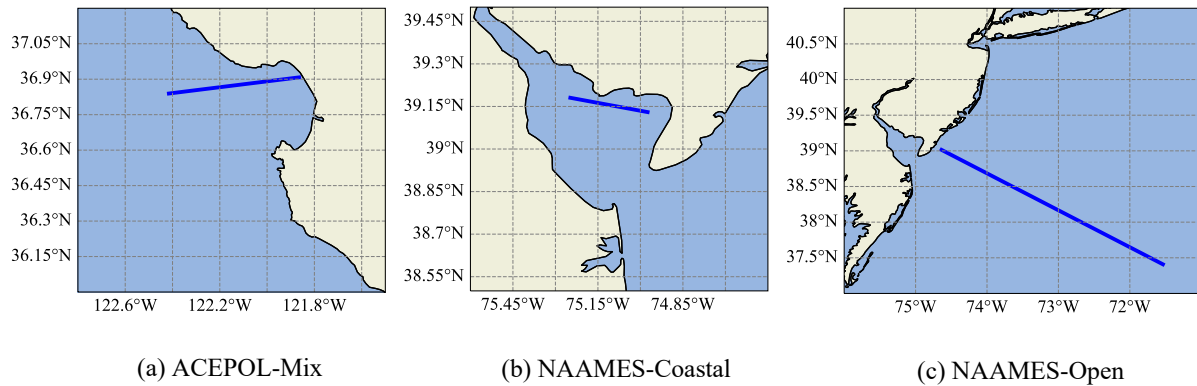 37.05°N
36.9°N
36.75°N
36.6°N
36.45°N
36.3°N
36.15°N
122.6°W 122.2°W 121.8°W
(a) ACEPOL-Mix
39.45°N
39.3°N
39.15°N
39°N
38.85°N
38.7°N
38.55°N
75.45°W 75.15°W 74.85°W
(b) NAAMES-Coastal
40.5°N
40°N
39.5°N
39°N
38.5°N
38°N
37.5°N
75°W 74°W 73°W 72°W
(c) NAAMES-Open